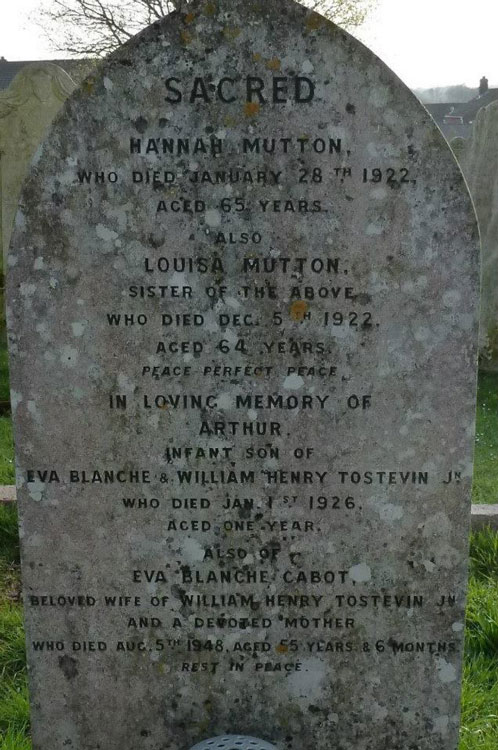 SACRED
HANNAH MUTTON,
WHO DIED JANUARY 28TH 1922,
AGED 65 YEARS.
ALSO
LOUISA MUTTON,
SISTER OF THE ABOVE
WHO DIED DEC. 5TH 1922.
AGED 64 YEARS.
PEACE PERFECT PEACE.
IN LOVING MEMORY OF
ARTHUR,
INFANT SON OF
EVA BLANCHE & WILLIAM HENRY TOSTEVIN JN
WHO DIED JAN. 1ST 1926,
AGED ONE YEAR.
ALSO OF
EVA BLANCHE CABOT,
BELOVED WIFE OF WILLIAM HENRY TOSTEVIN JN
AND A DEVOTED MOTHER
WHO DIED AUG. 5TH 1948, AGED 55 YEARS & 6 MONTHS.
REST IN PEACE.